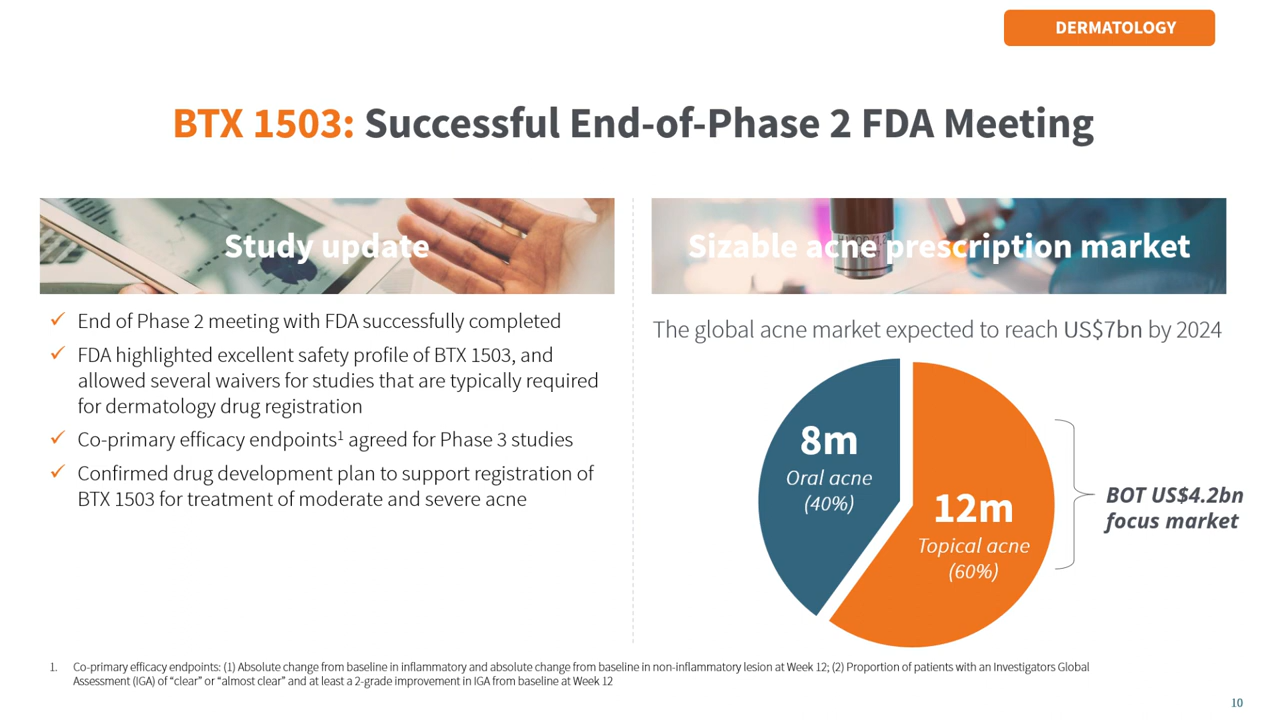 DERMATOLOGY
BTX 1503: Successful End-of-Phase 2 FDA Meeting
Study update
✓ End of Phase 2 meeting with FDA successfully completed
✓ FDA highlighted excellent safety profile of BTX 1503, and
allowed several waivers for studies that are typically required
for dermatology drug registration
✓ Co-primary efficacy endpoints¹ agreed for Phase 3 studies
✓ Confirmed drug development plan to support registration of
BTX 1503 for treatment of moderate and severe acne
Sizable acne prescription market
The global acne market expected to reach US$7bn by 2024
8m
Oral acne
(40%)
12m
Topical acne
(60%)
BOT US$4.2bn
focus market
1. Co-primary efficacy endpoints: (1) Absolute change from baseline in inflammatory and absolute change from baseline in non-inflammatory lesion at Week 12; (2) Proportion of patients with an Investigators Global
Assessment (IGA) of “clear” or “almost clear” and at least a 2-grade improvement in IGA from baseline at Week 12
10